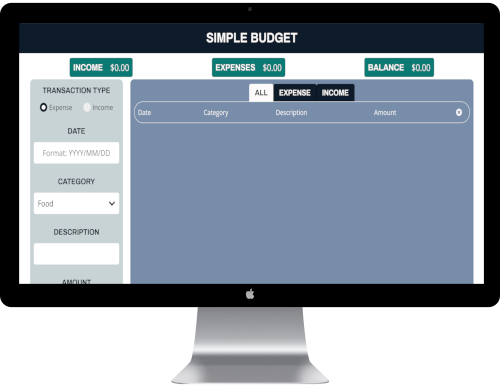 SIMPLE BUDGET
INCOME $0.00
EXPENSES $0.00
BALANCE $0.00
TRANSACTION TYPE
Expense Income
DATE
Format: YYYY/MM/DD
CATEGORY
Food
DESCRIPTION
AMOUNT
ALL EXPENSE INCOME
Date Category Description Amount